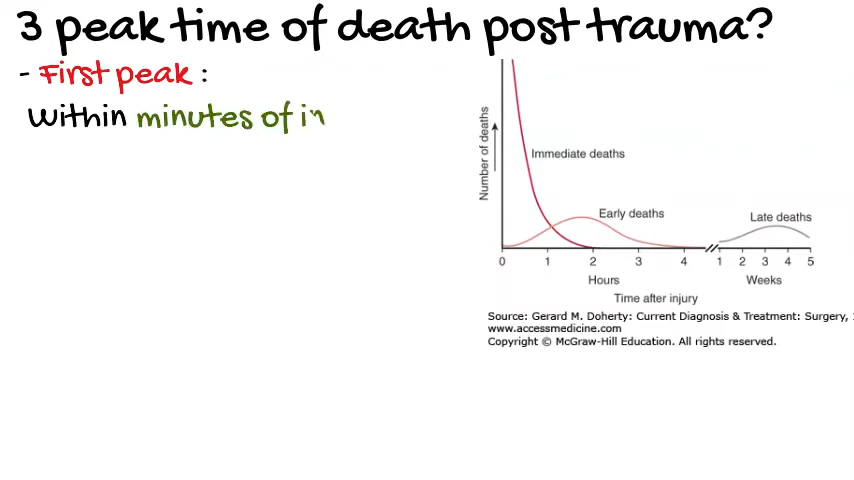 3 peak time of death post trauma?
- First peak :
Within minutes of in
Number of deaths
Immediate deaths
Early deaths
Late deaths
0 1 2 3 4 1 2 3 4 5
Hours Weeks
Time after injury
Source: Gerard M. Doherty: Current Diagnosis & Treatment: Surgery,
www.accessmedicine.com
Copyright © McGraw-Hill Education. All rights reserved.